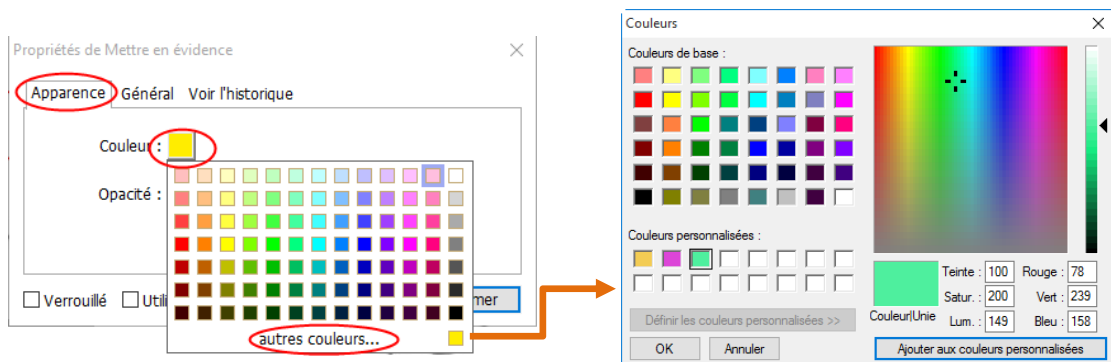 Propriétés de Mettre en évidence
Apparence Général Voir l'historique
Couleur :
Opacité :
Verrouillé Utili mer
autres couleurs...
Couleurs
Couleurs de base :
Couleurs personnalisées :
Définir les couleurs personnalisées >>
OK Annuler
Couleur|Unie
Teinte : 100 Rouge : 78
Satur. : 200 Vert : 239
Lum. : 149 Bleu : 158
Ajouter aux couleurs personnalisées